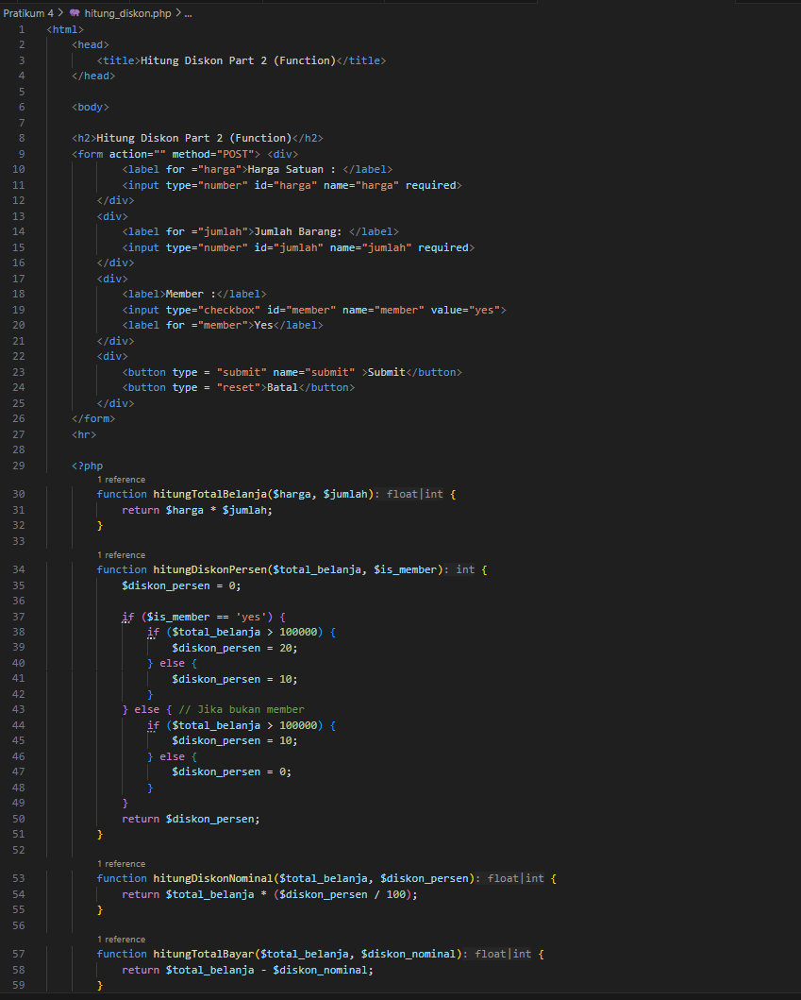 Pratikum 4 > hitung_diskon.php > ...
1 <html>
2 <head>
3 <title>Hitung Diskon Part 2 (Function)</title>
4 </head>
5
6 <body>
7
8 <h2>Hitung Diskon Part 2 (Function)</h2>
9 <form action="" method="POST"> <div>
10 <label for ="harga">Harga Satuan : </label>
11 <input type="number" id="harga" name="harga" required>
12 </div>
13 <div>
14 <label for ="jumlah">Jumlah Barang: </label>
15 <input type="number" id="jumlah" name="jumlah" required>
16 </div>
17 <div>
18 <label>Member :</label>
19 <input type="checkbox" id="member" name="member" value="yes">
20 <label for ="member">Yes</label>
21 </div>
22 <div>
23 <button type = "submit" name="submit" >Submit</button>
24 <button type = "reset">Batal</button>
25 </div>
26 </form>
27 <hr>
28
29 <?php
1 reference
30 function hitungTotalBelanja($harga, $jumlah): float|int {
31 return $harga * $jumlah;
32 }
33
1 reference
34 function hitungDiskonPersen($total_belanja, $is_member): int {
35 $diskon_persen = 0;
36
37 if ($is_member == 'yes') {
38 if ($total_belanja > 100000) {
39 $diskon_persen = 20;
40 } else {
41 $diskon_persen = 10;
42 }
43 } else { // Jika bukan member
44 if ($total_belanja > 100000) {
45 $diskon_persen = 10;
46 } else {
47 $diskon_persen = 0;
48 }
49 }
50 return $diskon_persen;
51 }
52
1 reference
53 function hitungDiskonNominal($total_belanja, $diskon_persen): float|int {
54 return $total_belanja * ($diskon_persen / 100);
55 }
56
1 reference
57 function hitungTotalBayar($total_belanja, $diskon_nominal): float|int {
58 return $total_belanja - $diskon_nominal;
59 }